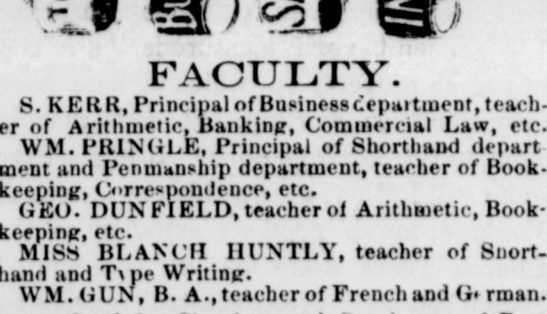 FACULTY.
S. KERR, Principal of Business department, teach-
er of Arithmetic, Banking, Commercial Law, etc.
WM. PRINGLE, Principal of Shorthand depart
ment and Penmanship department, teacher of Book-
keeping, Correspondence, etc.
GEO. DUNFIELD, teacher of Arithmetic, Book-
keeping, etc.
MISS BLANCH HUNTLY, teacher of Snort-
hand and Type Writing.
WM. GUN, B. A., teacher of French and German.